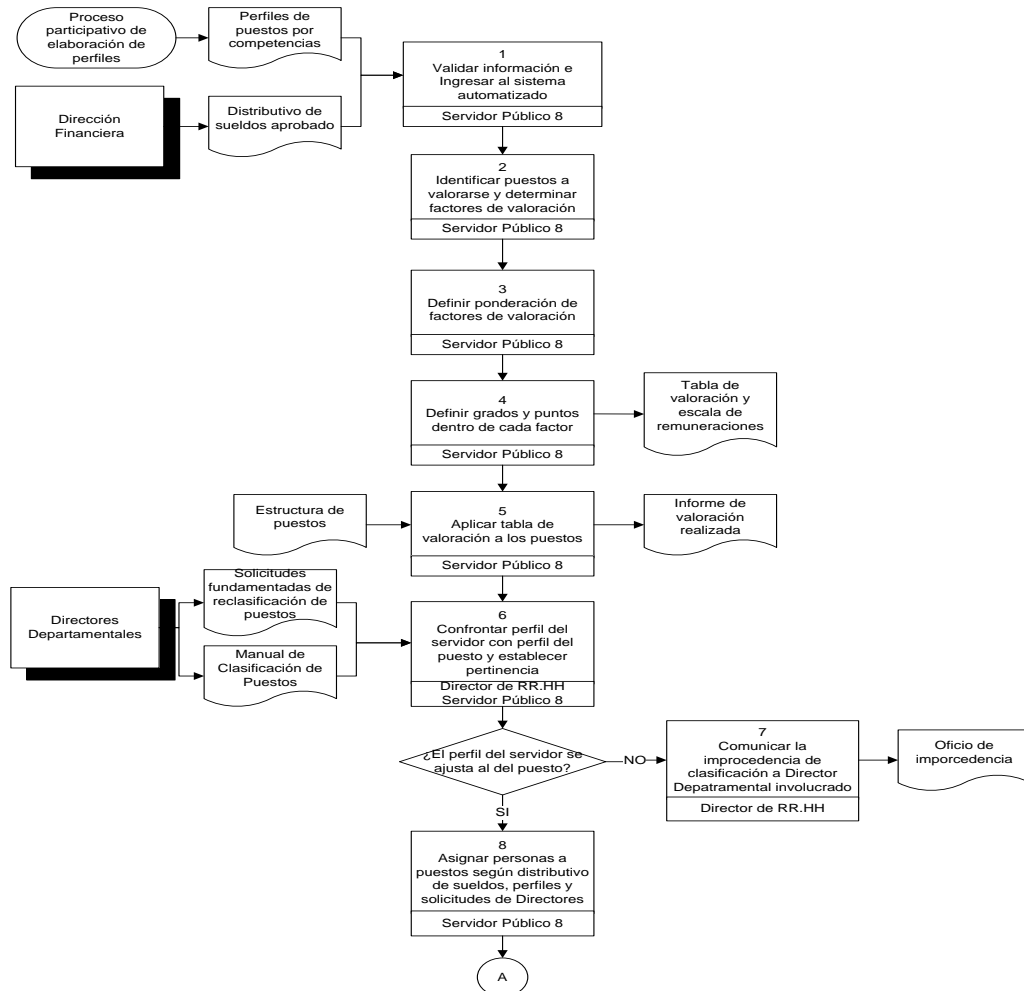 Proceso
participativo de
elaboración de
perfiles
Perfiles de
puestos por
competencias
Dirección
Financiera
Distributivo de
sueldos aprobado
1
Validar información e
Ingresar al sistema
automatizado
Servidor Público 8
2
Identificar puestos a
valorarse y determinar
factores de valoración
Servidor Público 8
3
Definir ponderación de
factores de valoración
Servidor Público 8
4
Definir grados y puntos
dentro de cada factor
Servidor Público 8
Tabla de
valoración y
escala de
remuneraciones
Estructura de
puestos
5
Aplicar tabla de
valoración a los puestos
Servidor Público 8
Informe de
valoración
realizada
Directores
Departamentales
Solicitudes
fundamentadas de
reclasificación de
puestos
Manual de
Clasificación de
Puestos
6
Confrontar perfil del
servidor con perfil del
puesto y establecer
pertinencia
Director de RR.HH
Servidor Público 8
¿El perfil del servidor se
ajusta al del puesto?
NO
7
Comunicar la
improcedencia de
clasificación a Director
Depatramental involucrado
Director de RR.HH
Oficio de
imporcedencia
SI
8
Asignar personas a
puestos según distributivo
de sueldos, perfiles y
solicitudes de Directores
Servidor Público 8
A